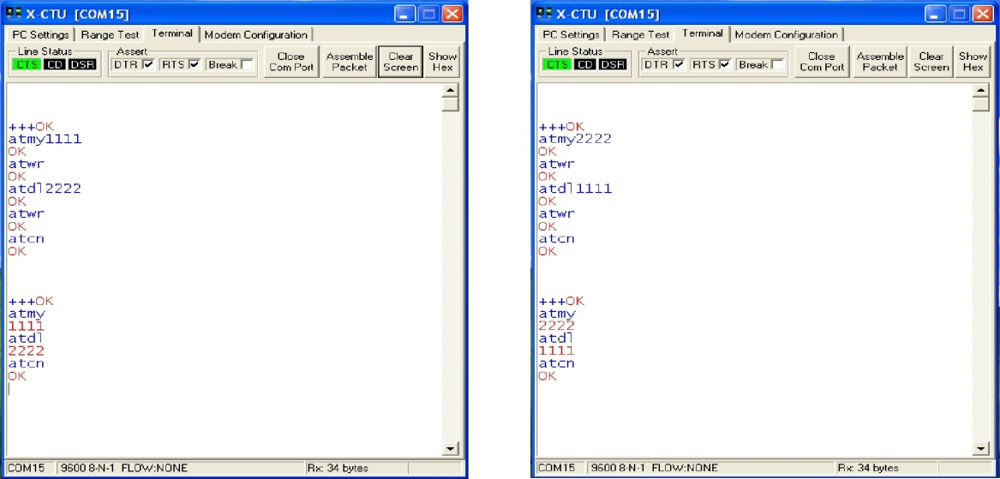 X-CTU [COM15]
PC Settings Range Test Terminal Modem Configuration
Line Status Assert
CTS CD DSR DTR RTS Break Close Com Port Assemble Packet Clear Screen Show Hex
+++OK
atmy1111
OK
atwr
OK
atdl2222
OK
atwr
OK
atcn
OK
+++OK
atmy
1111
atdl
2222
atcn
OK
COM15 9600 8-N-1 FLOW:NONE Rx: 34 bytes
X-CTU [COM15]
PC Settings Range Test Terminal Modem Configuration
Line Status Assert
CTS CD DSR DTR RTS Break Close Com Port Assemble Packet Clear Screen Show Hex
+++OK
atmy2222
OK
atwr
OK
atdl1111
OK
atwr
OK
atcn
OK
+++OK
atmy
2222
atdl
1111
atcn
OK
COM15 9600 8-N-1 FLOW:NONE Rx: 34 bytes